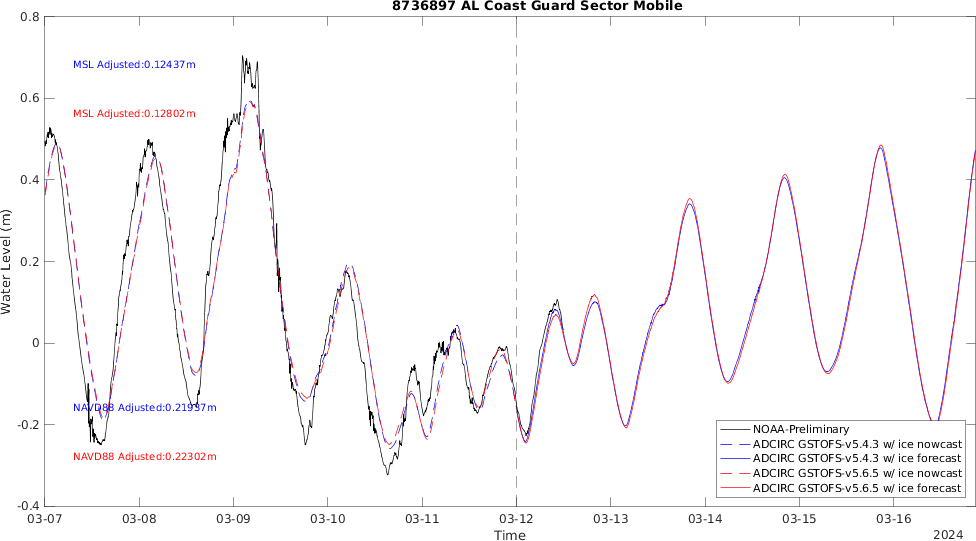 8736897 AL Coast Guard Sector Mobile
0.8
0.6
0.4
0.2
0
-0.2
-0.4
Water Level (m)
MSL Adjusted:0.12437m
MSL Adjusted:0.12802m
NAVD88 Adjusted:0.21937m
NAVD88 Adjusted:0.22302m
NOAA-Preliminary
ADCIRC GSTOFS-v5.4.3 w/ ice nowcast
ADCIRC GSTOFS-v5.4.3 w/ ice forecast
ADCIRC GSTOFS-v5.6.5 w/ ice nowcast
ADCIRC GSTOFS-v5.6.5 w/ ice forecast
03-07 03-08 03-09 03-10 03-11 03-12 03-13 03-14 03-15 03-16
Time
2024